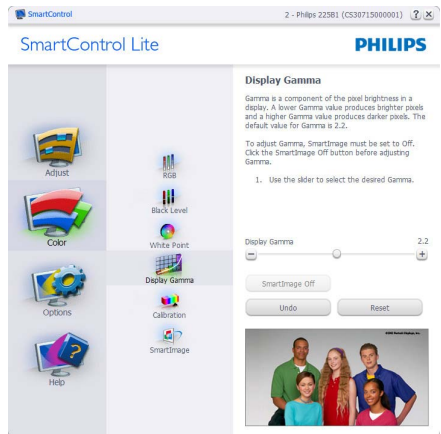 SmartControl
2 - Philips 225B1 (CS30715000001)
SmartControl Lite
PHILIPS
Adjust
Color
Options
Help
RGB
Black Level
White Point
Display Gamma
Calibration
SmartImage
Display Gamma
Gamma is a component of the pixel brightness in a
display. A lower Gamma value produces brighter pixels
and a higher Gamma value produces darker pixels. The
default value for Gamma is 2.2.
To adjust Gamma, SmartImage must be set to Off.
Click the SmartImage Off button before adjusting
Gamma.
1. Use the slider to select the desired Gamma.
Display Gamma 2.2
SmartImage Off
Undo Reset